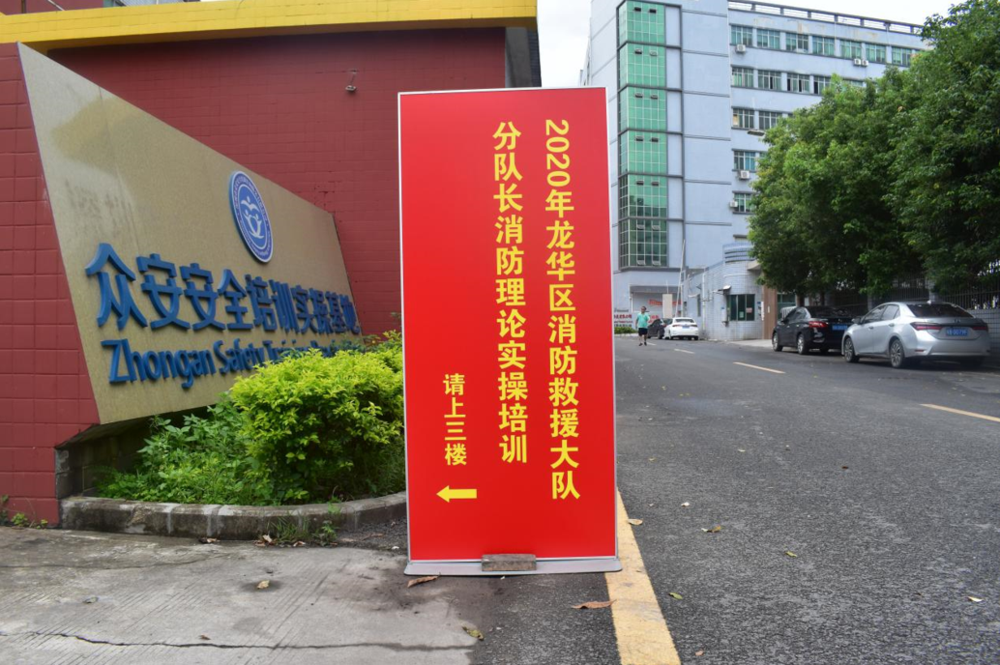 众安安全培训实操基地
Zhongan Safety Training
2020年龙华区消防救援大队
分队长消防理论实操培训
请上三楼